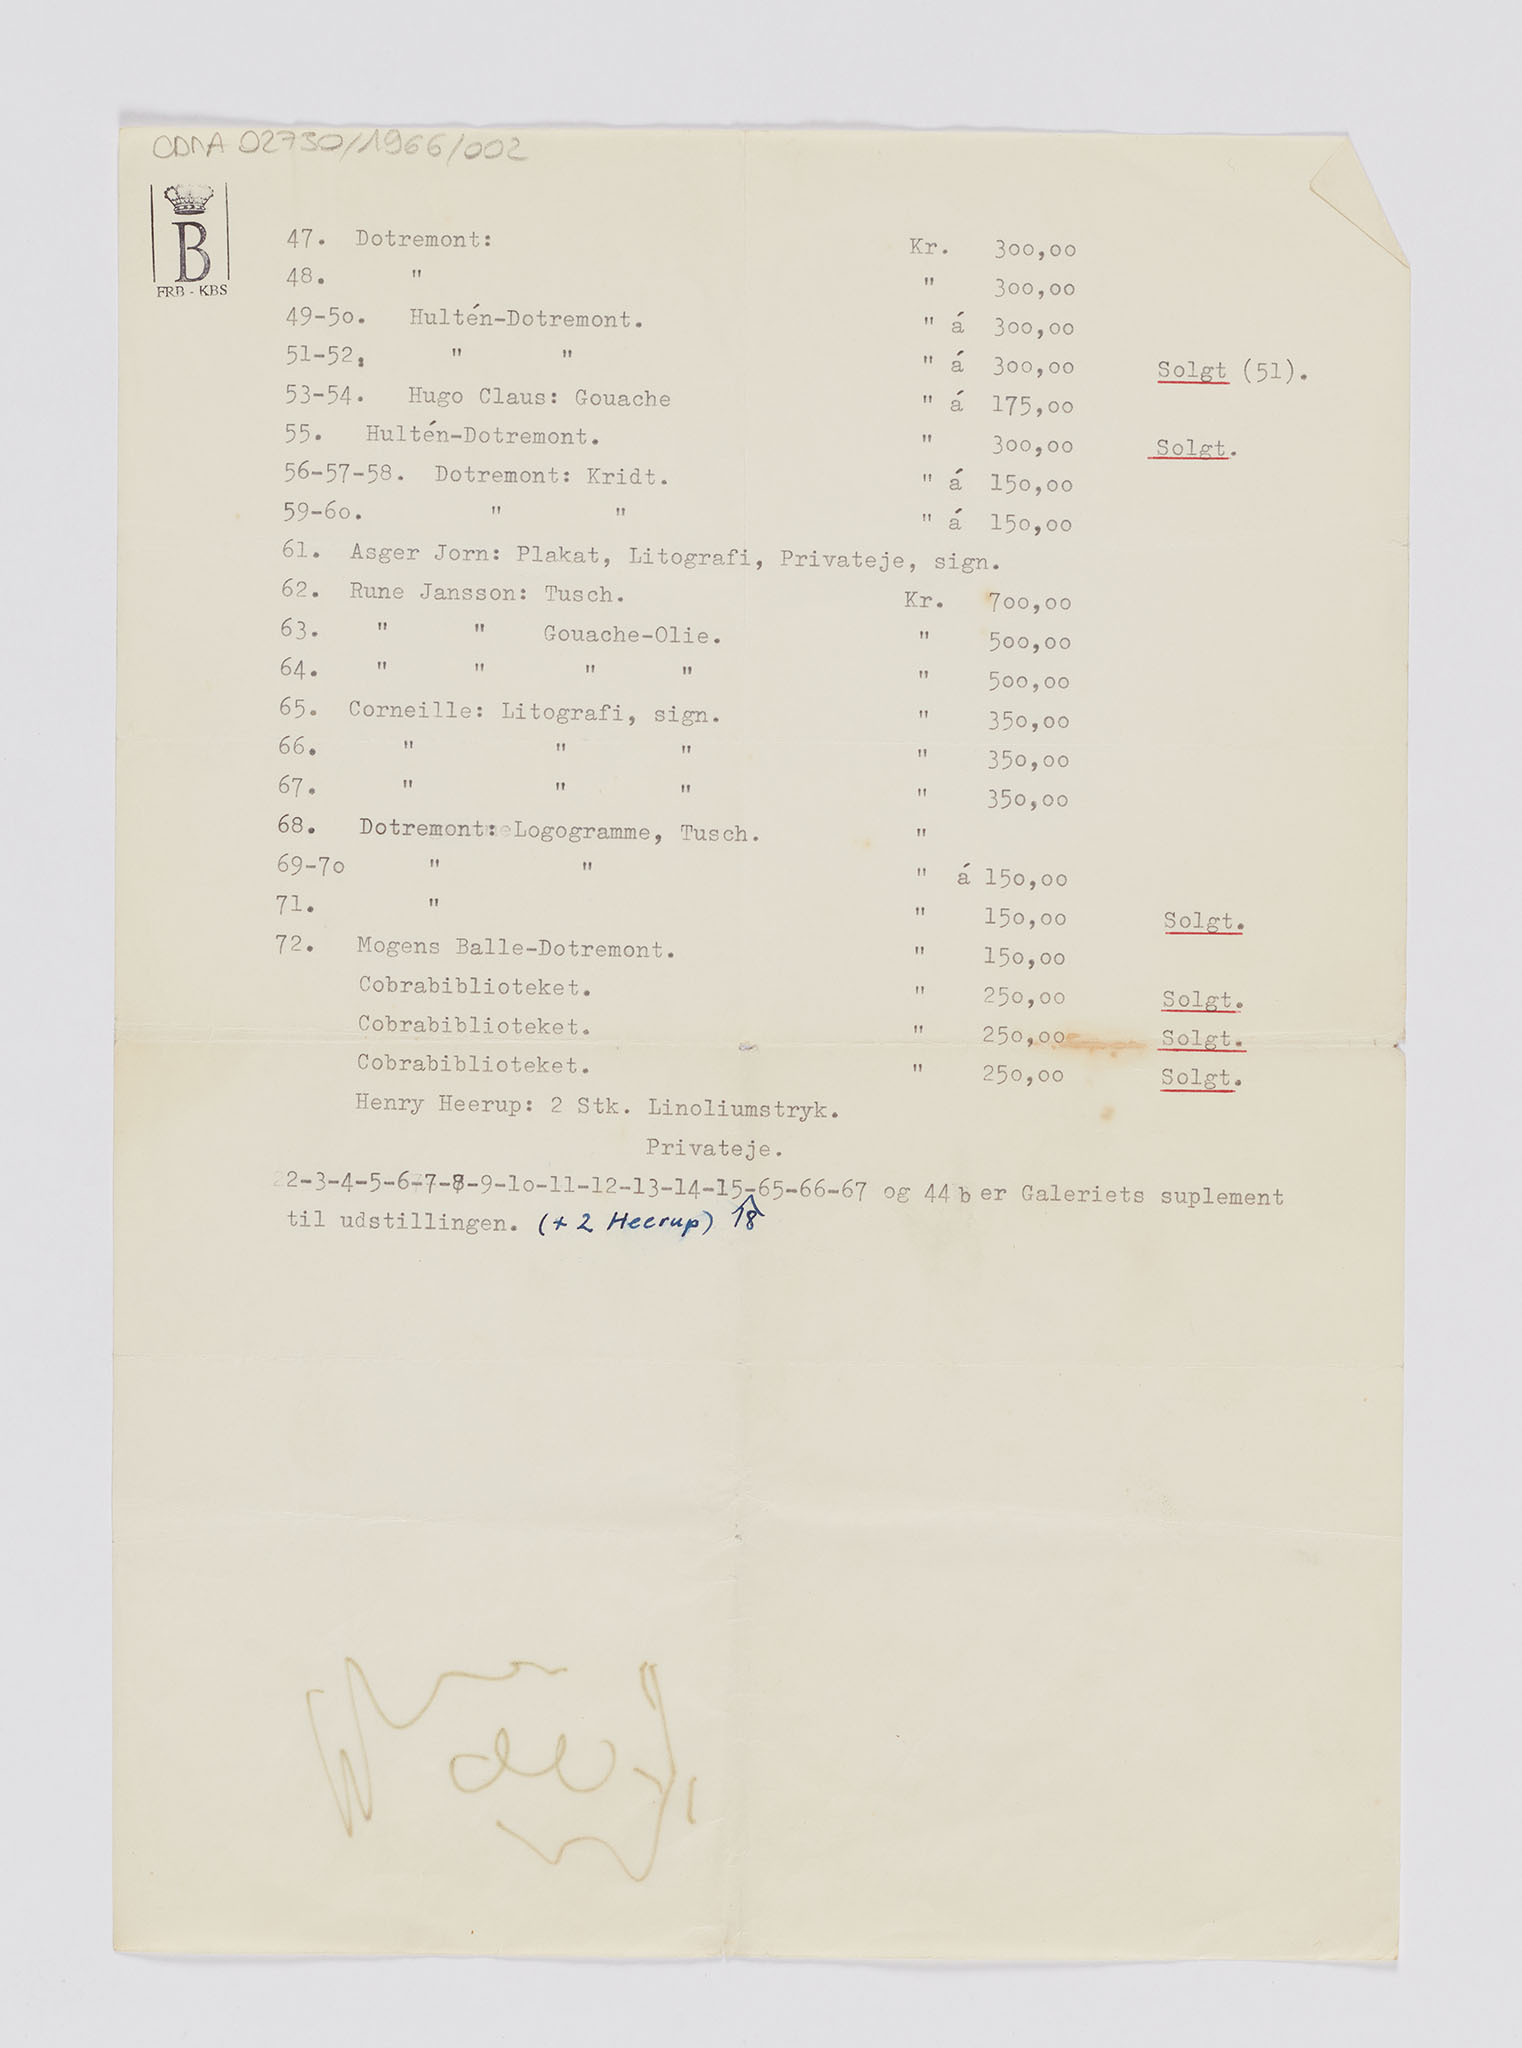 CDMA 02730/1966/002
B
FRB - KBS
47. Dotremont: Kr. 300,00
48. " " 300,00
49-50. Hultén-Dotremont. " á 300,00
51-52. " " " á 300,00 Solgt (51).
53-54. Hugo Claus: Gouache " á 175,00
55. Hultén-Dotremont. " 300,00 Solgt.
56-57-58. Dotremont: Kridt. " á 150,00
59-60. " " " á 150,00
61. Asger Jorn: Plakat, Litografi, Privateje, sign.
62. Rune Jansson: Tusch. Kr. 700,00
63. " " Gouache-Olie. " 500,00
64. " " " " " 500,00
65. Corneille: Litografi, sign. " 350,00
66. " " " " 350,00
67. " " " " 350,00
68. Dotremont: Logogramme, Tusch. "
69-70 " " " á 150,00
71. " " 150,00 Solgt.
72. Mogens Balle-Dotremont. " 150,00
Cobrabiblioteket. " 250,00 Solgt.
Cobrabiblioteket. " 250,00 Solgt.
Cobrabiblioteket. " 250,00 Solgt.
Henry Heerup: 2 Stk. Linoliumstryk.
Privateje.
2-3-4-5-6-7-8-9-10-11-12-13-14-15-65-66-67 og 44 b er Galeriets suplement
til udstillingen. (+ 2 Heerup) 18